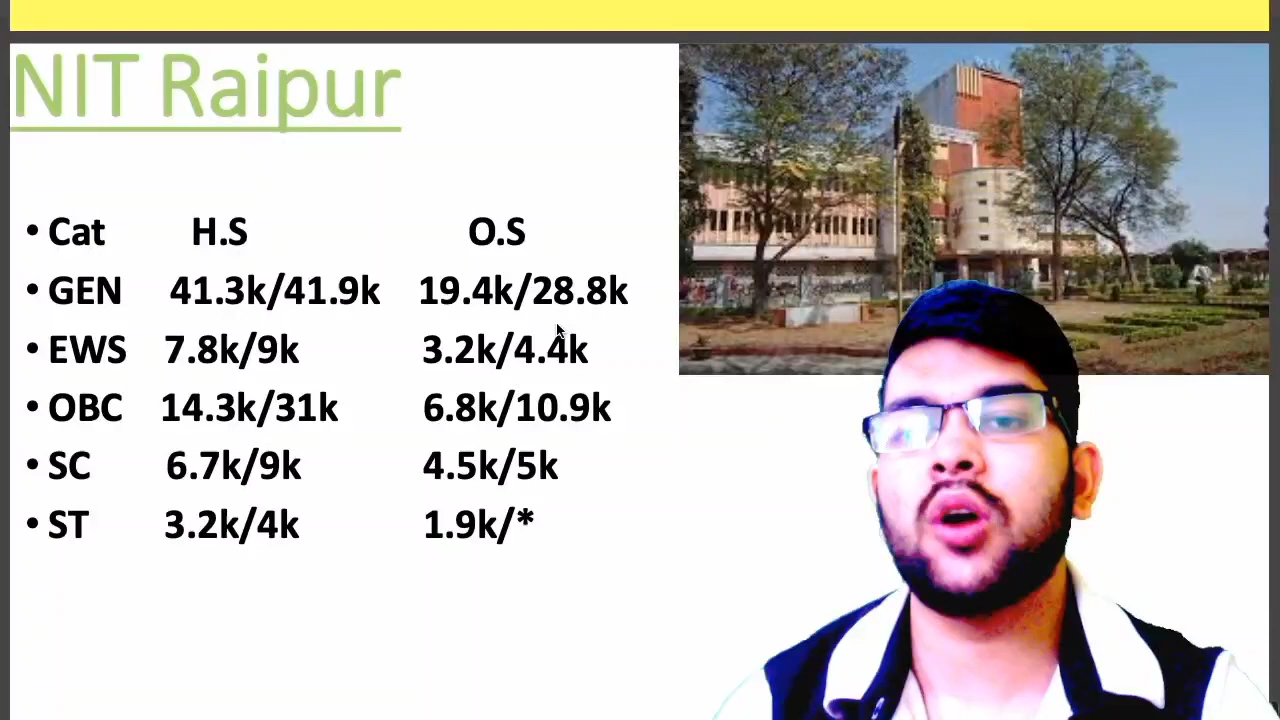 NIT Raipur
• Cat H.S O.S
• GEN 41.3k/41.9k 19.4k/28.8k
• EWS 7.8k/9k 3.2k/4.4k
• OBC 14.3k/31k 6.8k/10.9k
• SC 6.7k/9k 4.5k/5k
• ST 3.2k/4k 1.9k/*